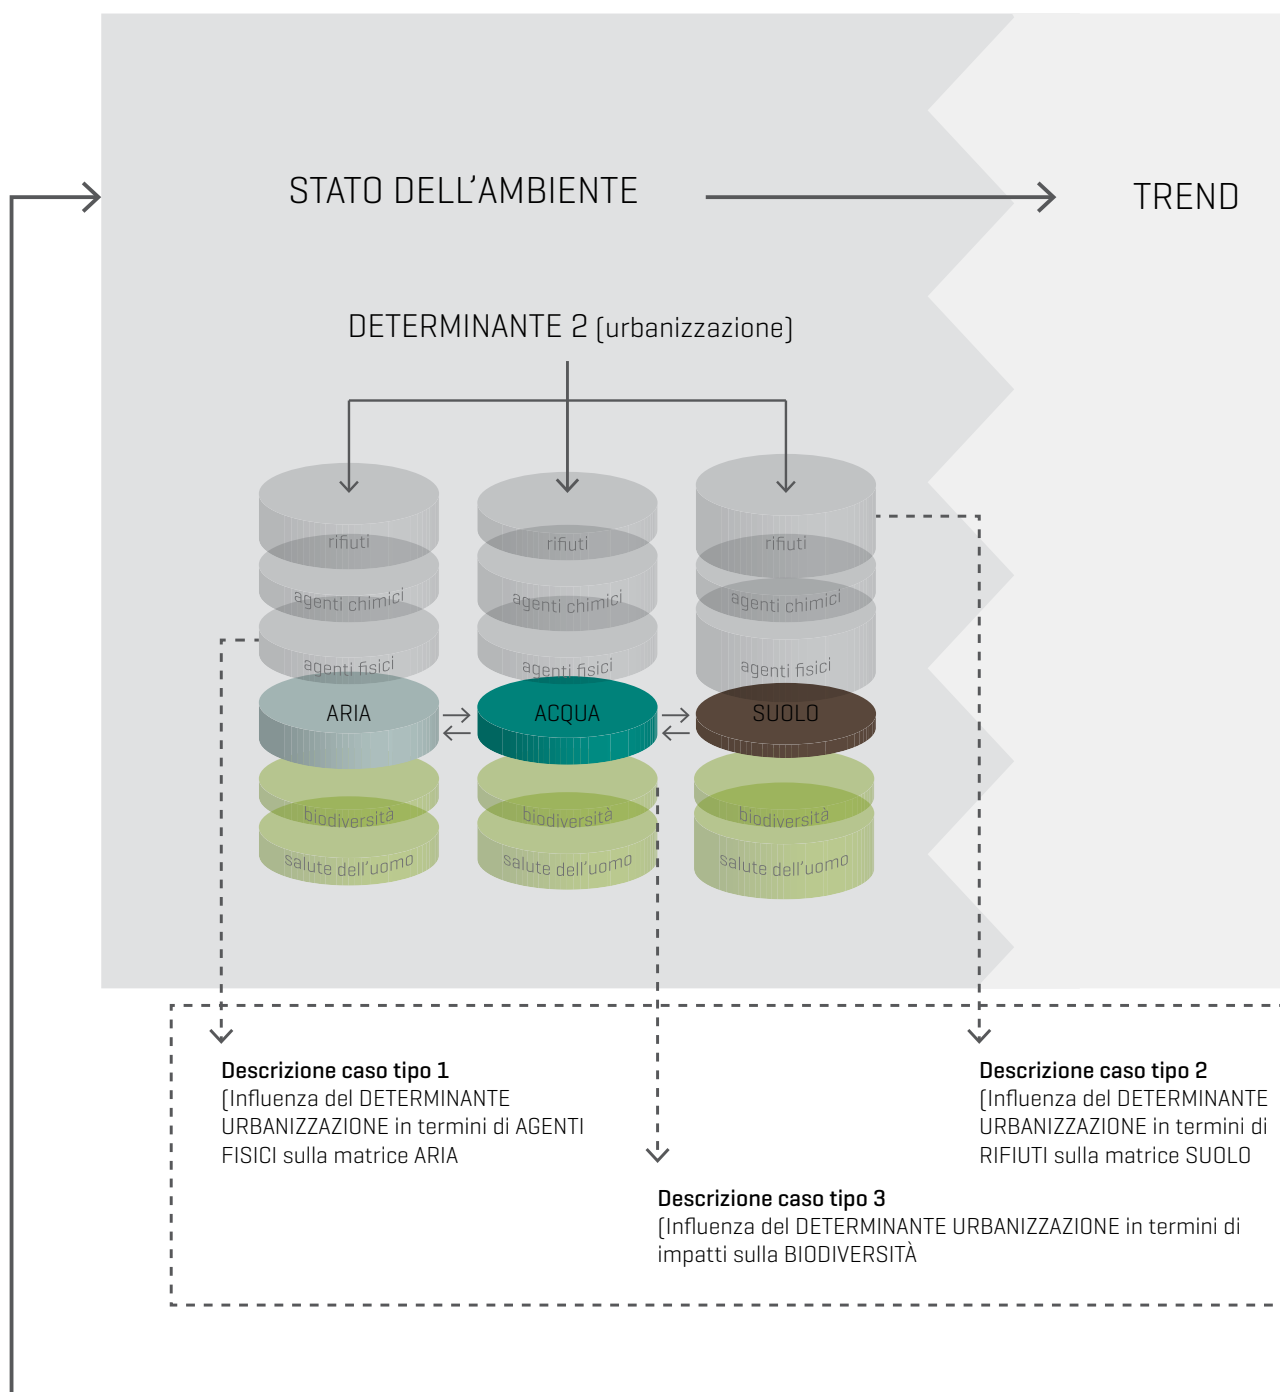 STATO DELL'AMBIENTE
TREND
DETERMINANTE 2 (urbanizzazione)
rifiuti
rifiuti
rifiuti
agenti chimici
agenti chimici
agenti chimici
agenti fisici
agenti fisici
agenti fisici
ARIA
ACQUA
SUOLO
biodiversità
biodiversità
biodiversità
salute dell'uomo
salute dell'uomo
salute dell'uomo
Descrizione caso tipo 1
(Influenza del DETERMINANTE
URBANIZZAZIONE in termini di AGENTI
FISICI sulla matrice ARIA
Descrizione caso tipo 2
(Influenza del DETERMINANTE
URBANIZZAZIONE in termini di
RIFIUTI sulla matrice SUOLO
Descrizione caso tipo 3
(Influenza del DETERMINANTE URBANIZZAZIONE in termini di
impatti sulla BIODIVERSITÀ